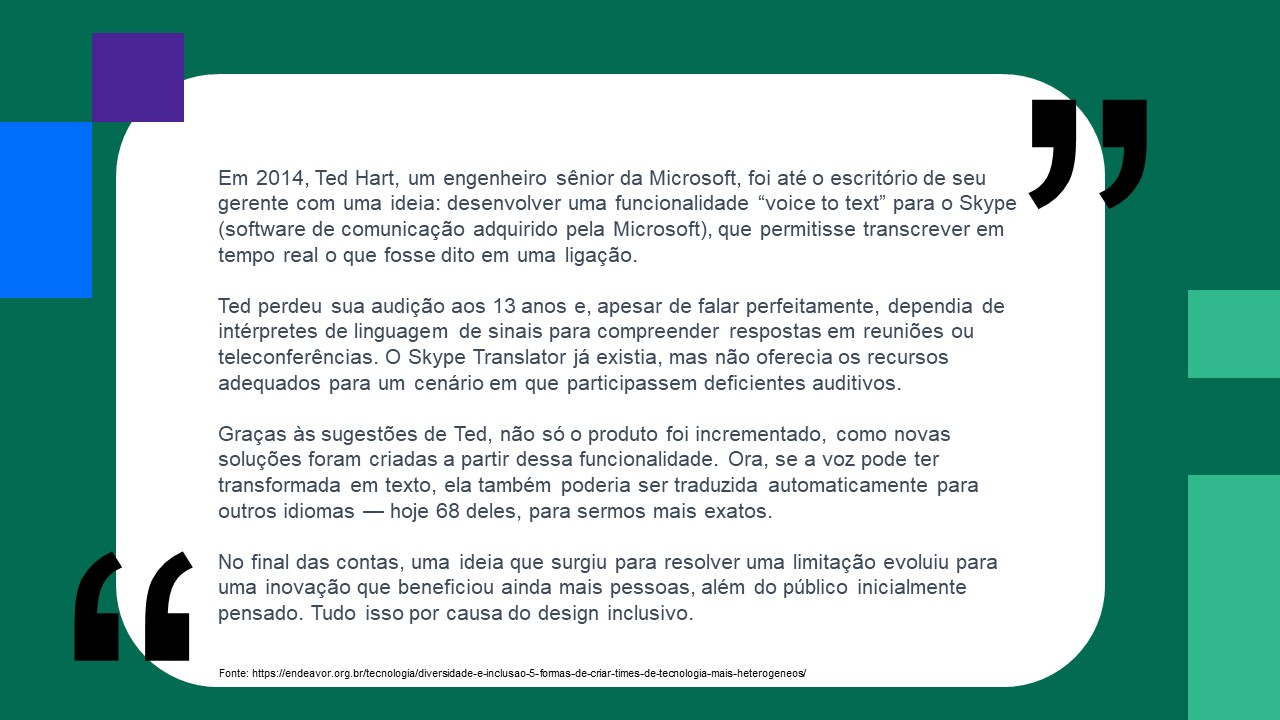 Em 2014, Ted Hart, um engenheiro sênior da Microsoft, foi até o escritório de seu
gerente com uma ideia: desenvolver uma funcionalidade “voice to text” para o Skype
(software de comunicação adquirido pela Microsoft), que permitisse transcrever em
tempo real o que fosse dito em uma ligação.
Ted perdeu sua audição aos 13 anos e, apesar de falar perfeitamente, dependia de
intérpretes de linguagem de sinais para compreender respostas em reuniões ou
teleconferências. O Skype Translator já existia, mas não oferecia os recursos
adequados para um cenário em que participassem deficientes auditivos.
Graças às sugestões de Ted, não só o produto foi incrementado, como novas
soluções foram criadas a partir dessa funcionalidade. Ora, se a voz pode ter
transformada em texto, ela também poderia ser traduzida automaticamente para
outros idiomas — hoje 68 deles, para sermos mais exatos.
No final das contas, uma ideia que surgiu para resolver uma limitação evoluiu para
uma inovação que beneficiou ainda mais pessoas, além do público inicialmente
pensado. Tudo isso por causa do design inclusivo.
Fonte: https://endeavor.org.br/tecnologia/diversidade-e-inclusao-5-formas-de-criar-times-de-tecnologia-mais-heterogeneos/